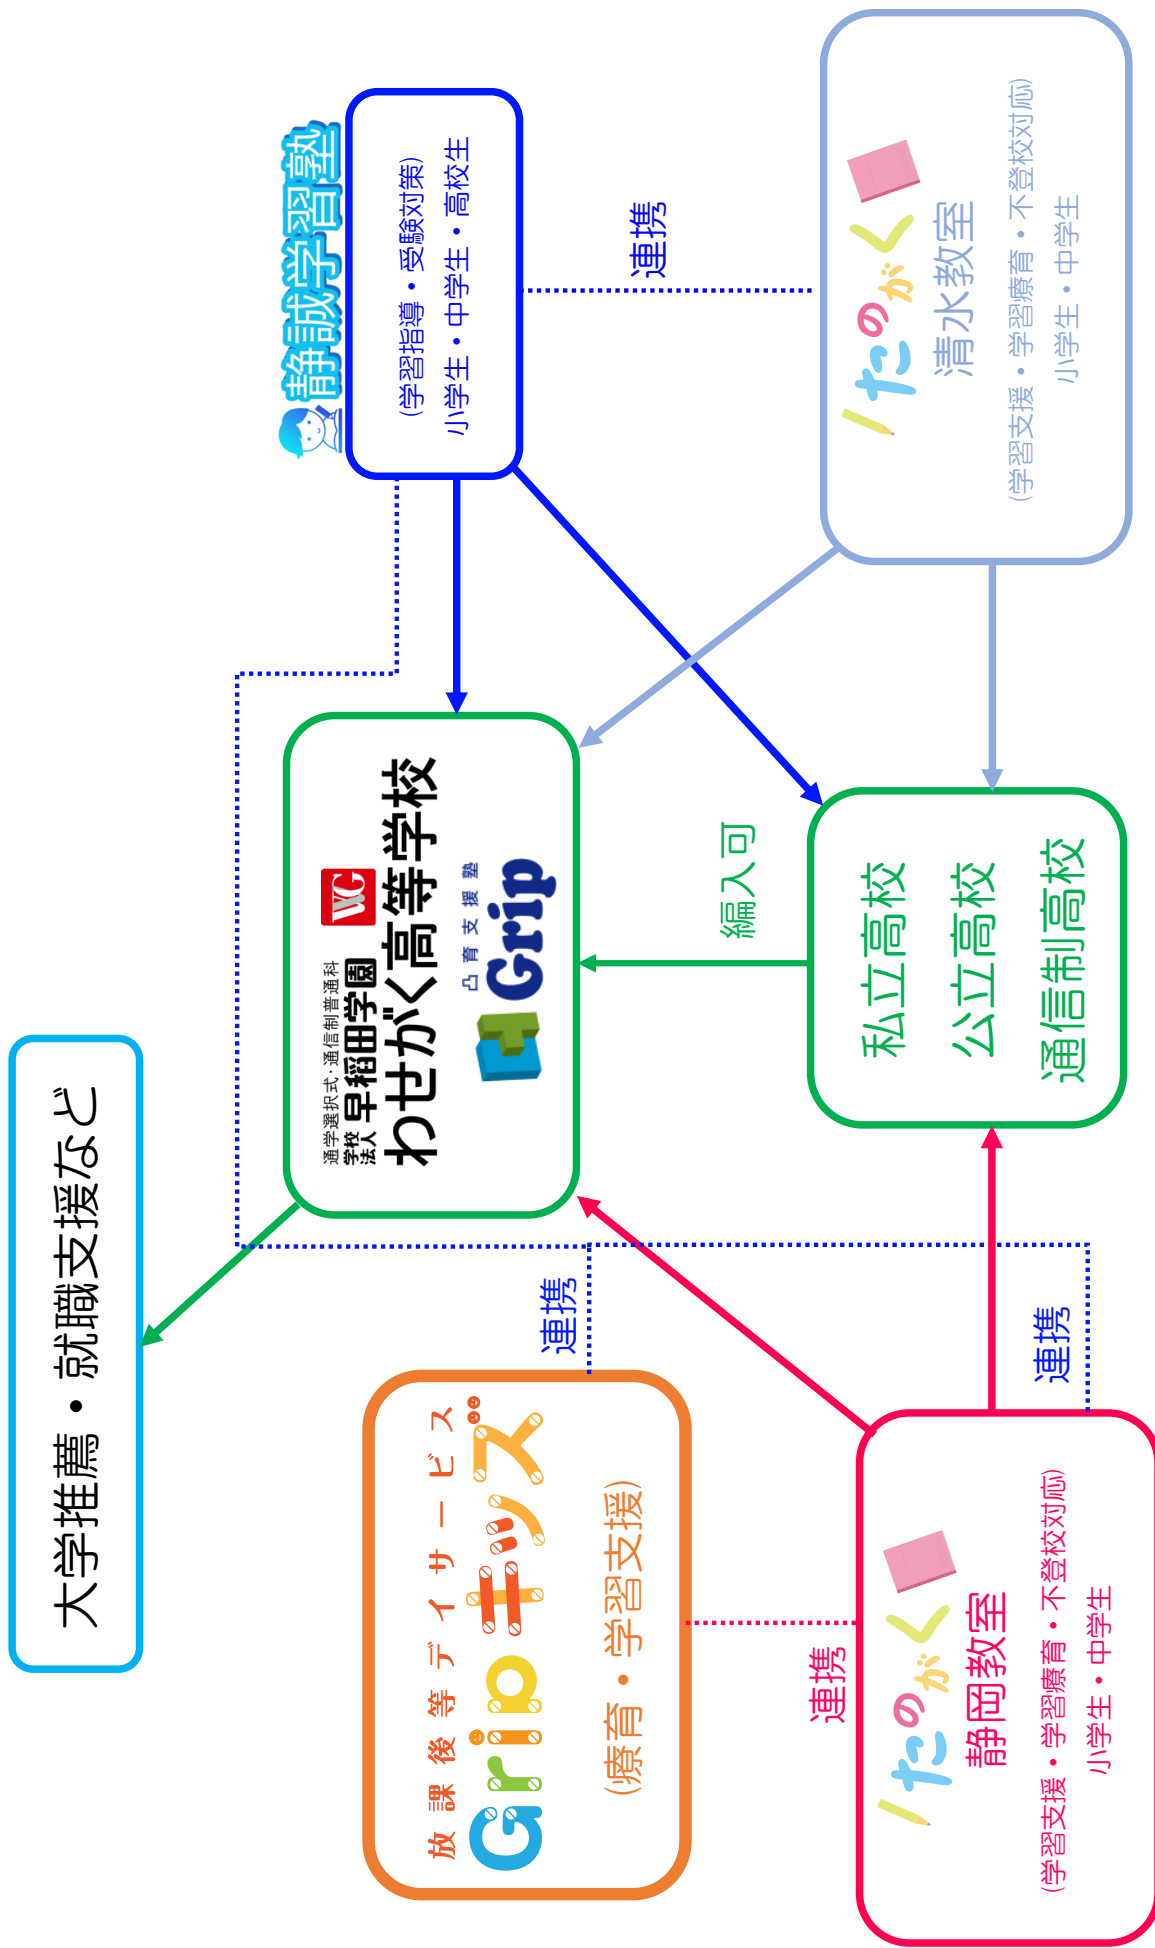 大学推薦・就職支援など
放課後等デイサービス
Gripキッズ
(療育・学習支援)
連携
通学選択式・通信制普通科
学校法人 早稲田学園
WG
わせがく高等学校
凸育支援塾
Grip
静誠学習塾
(学習指導・受験対策)
小学生・中学生・高校生
連携
連携
連携
編入可
たのがく
静岡教室
(学習支援・学習療育・不登校対応)
小学生・中学生
私立高校
公立高校
通信制高校
たのがく
清水教室
(学習支援・学習療育・不登校対応)
小学生・中学生